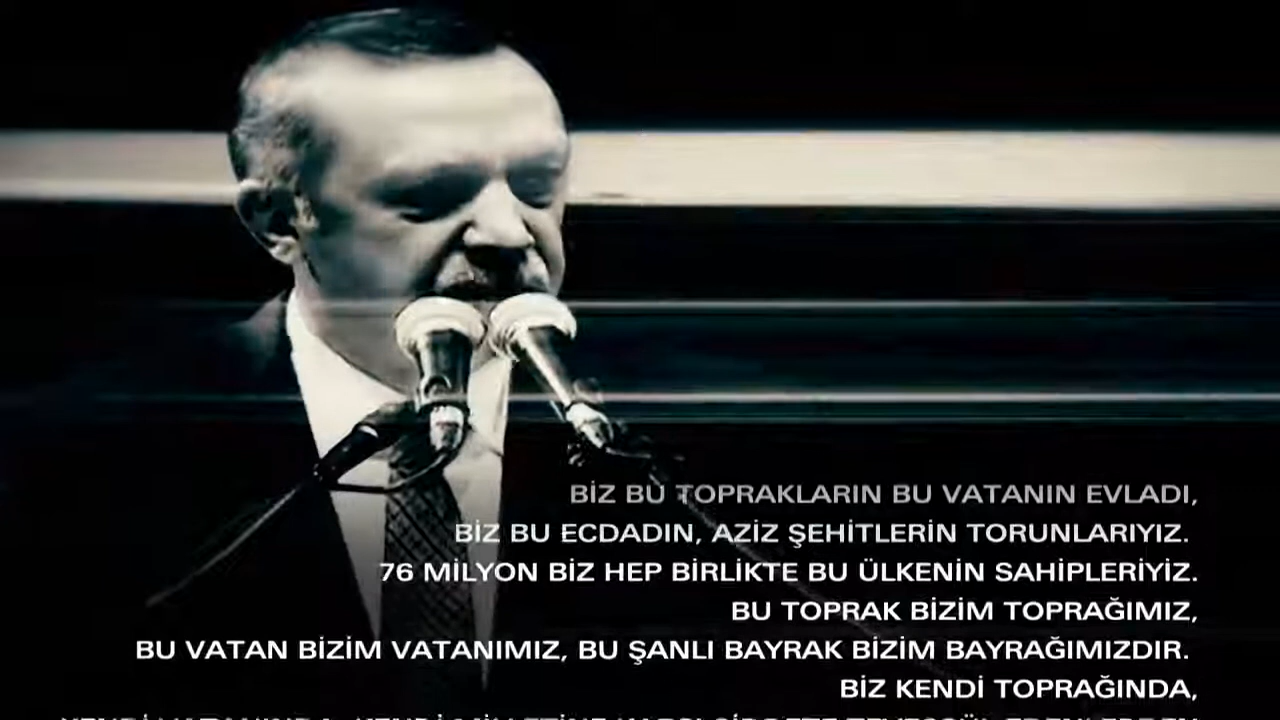 BİZ BU TOPRAKLARIN BU VATANIN EVLADI,
BİZ BU ECDADIN, AZİZ ŞEHİTLERİN TORUNLARIYIZ.
76 MİLYON BİZ HEP BİRLİKTE BU ÜLKENİN SAHİPLERİYİZ.
BU TOPRAK BİZİM TOPRAĞIMIZ,
BU VATAN BİZİM VATANIMIZ, BU ŞANLI BAYRAK BİZİM BAYRAĞIMIZDIR.
BİZ KENDİ TOPRAĞINDA,